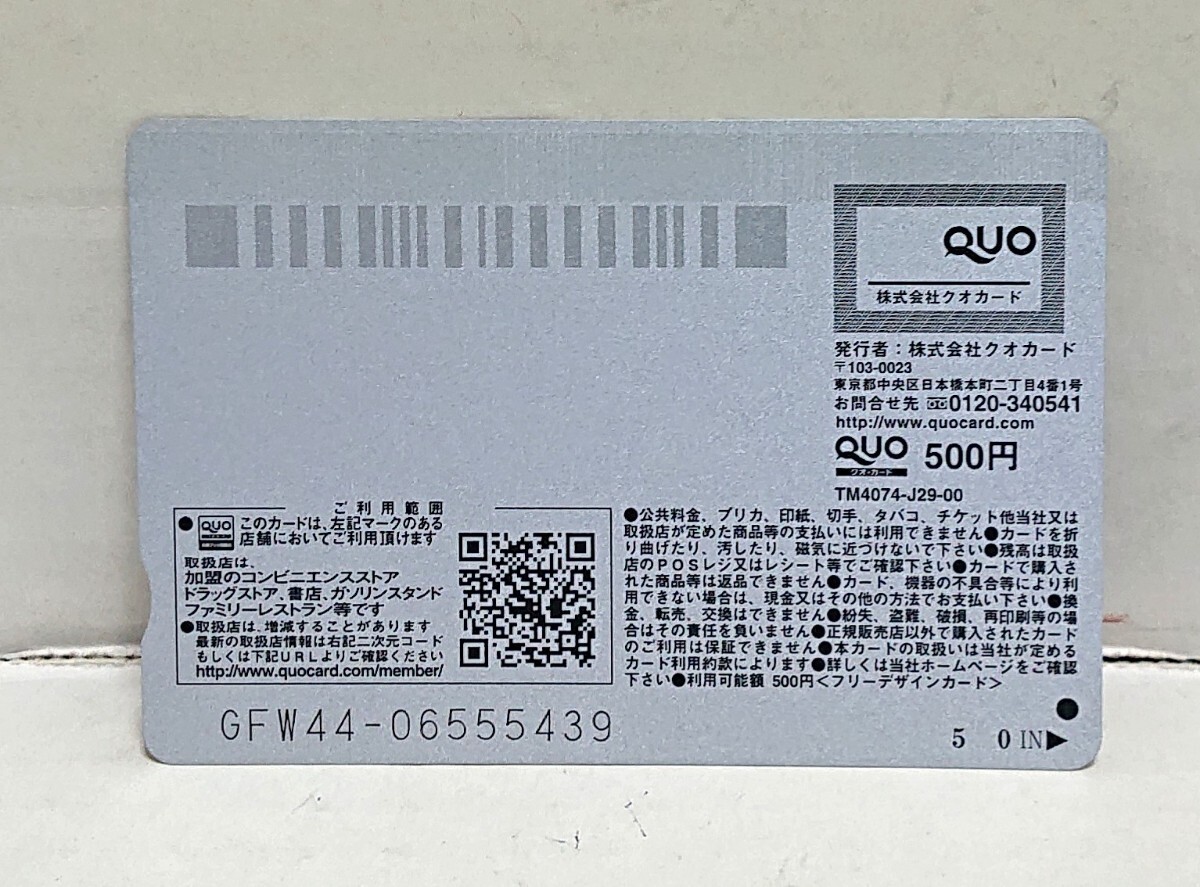 QUO
株式会社クオカード
発行者：株式会社クオカード
〒103-0023
東京都中央区日本橋本町二丁目4番1号
お問合せ先 0120-340541
http://www.quocard.com
QUO 500円
クオ・カード
TM4074-J29-00
ご利用範囲
●QUO このカードは、左記マークのある
店舗においてご利用頂けます
取扱店は、
加盟のコンビニエンスストア
ドラッグストア、書店、ガソリンスタンド
ファミリーレストラン等です
●取扱店は、増減することがあります
最新の取扱店情報は右記二次元コード
もしくは下記URLよりご確認ください
http://www.quocard.com/member/
●公共料金、プリカ、印紙、切手、タバコ、チケット他当社又は
取扱店が定めた商品等の支払いには利用できません●カードを折
り曲げたり、汚したり、磁気に近づけないで下さい●残高は取扱
店のPOSレジ又はレシート等でご確認下さい●カードで購入さ
れた商品等は返品できません●カード、機器の不具合等により利
用できない場合は、現金又はその他の方法でお支払い下さい●換
金、転売、交換はできません●紛失、盗難、破損、再印刷等の場
合はその責任を負いません●正規販売店以外で購入されたカード
のご利用は保証できません●本カードの取扱いは当社が定める
カード利用約款によります●詳しくは当社ホームページをご確認
下さい●利用可能額 500円＜フリーデザインカード＞
GFW44-06555439
5 0 IN▶